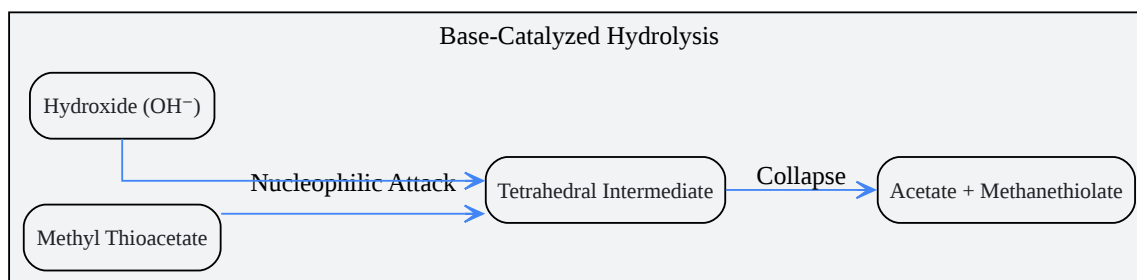 Base-Catalyzed Hydrolysis
Hydroxide (OH⁻)
Nucleophilic Attack
Methyl Thioacetate
Tetrahedral Intermediate
Collapse
Acetate + Methanethiolate